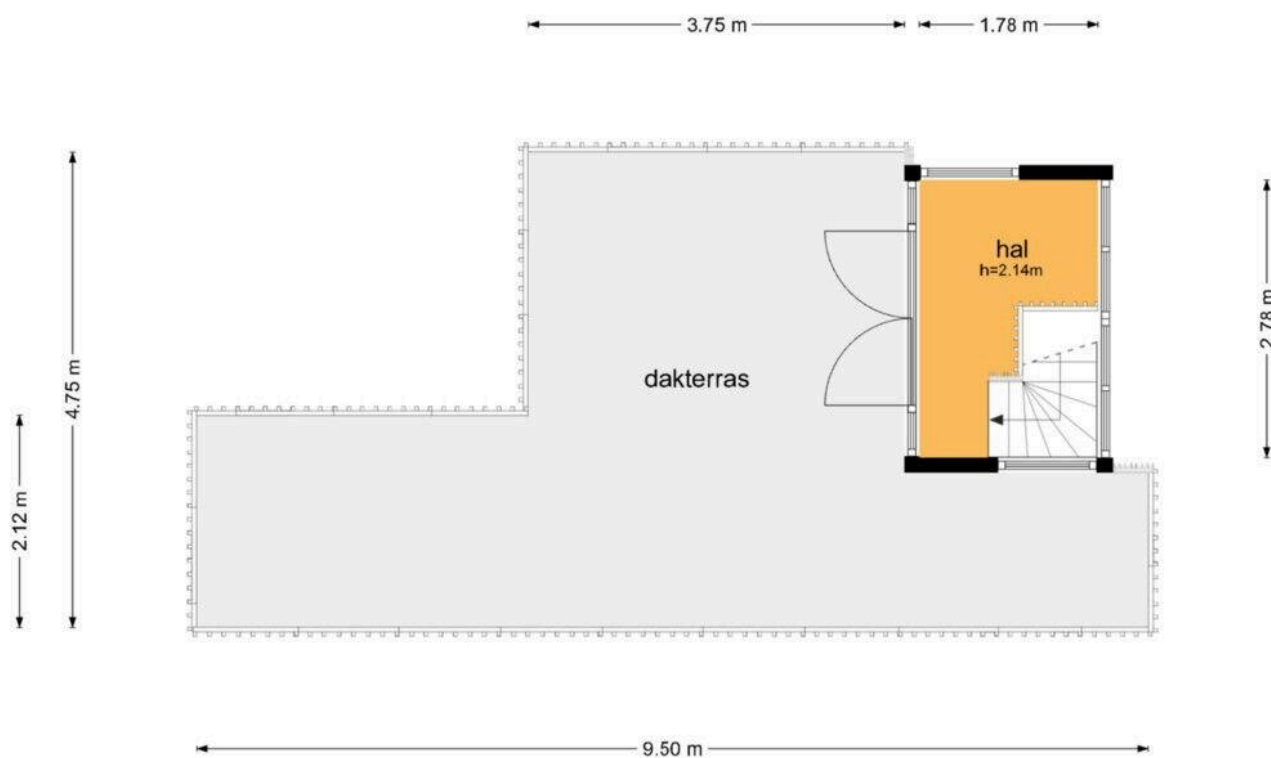 3.75 m
1.78 m
hal
h=2.14m
2.78 m
4.75 m
dakterras
2.12 m
9.50 m